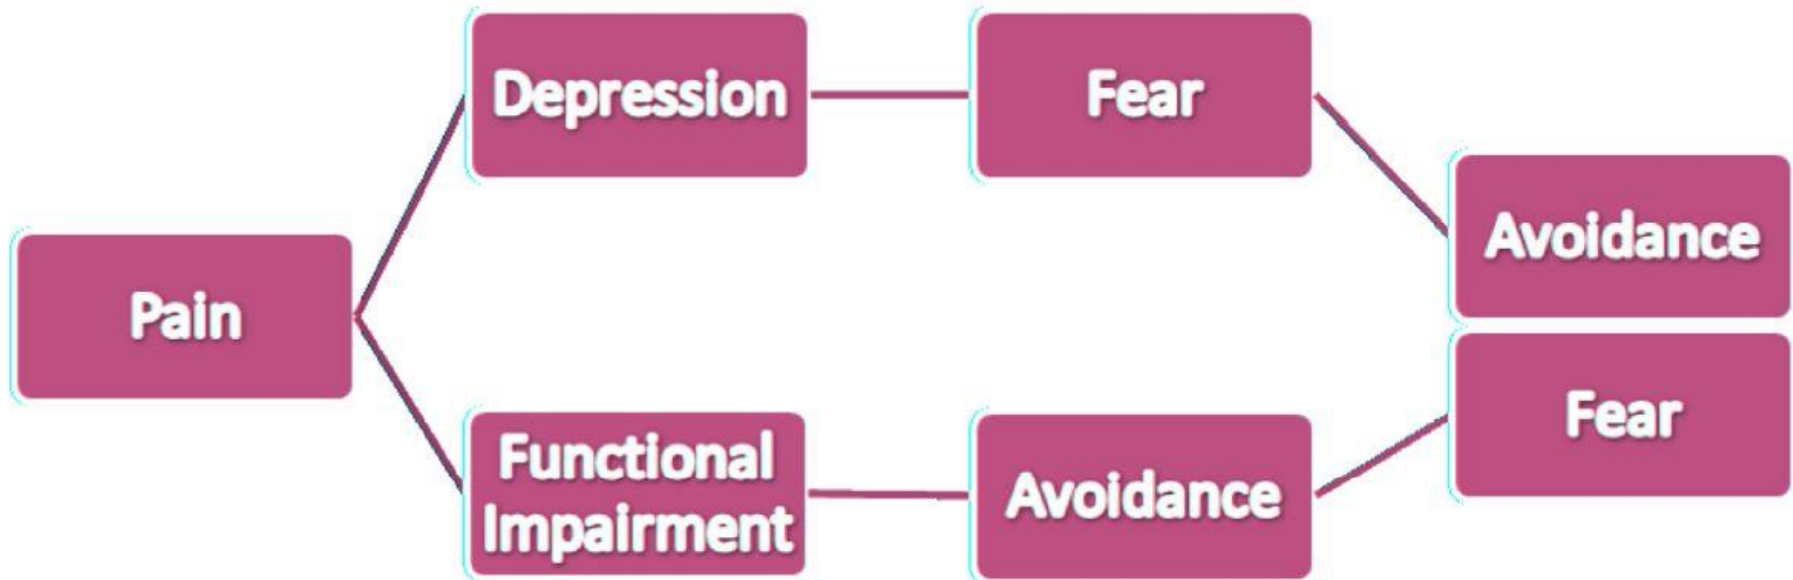 Depression
Fear
Avoidance
Pain
Fear
Functional
Impairment
Avoidance